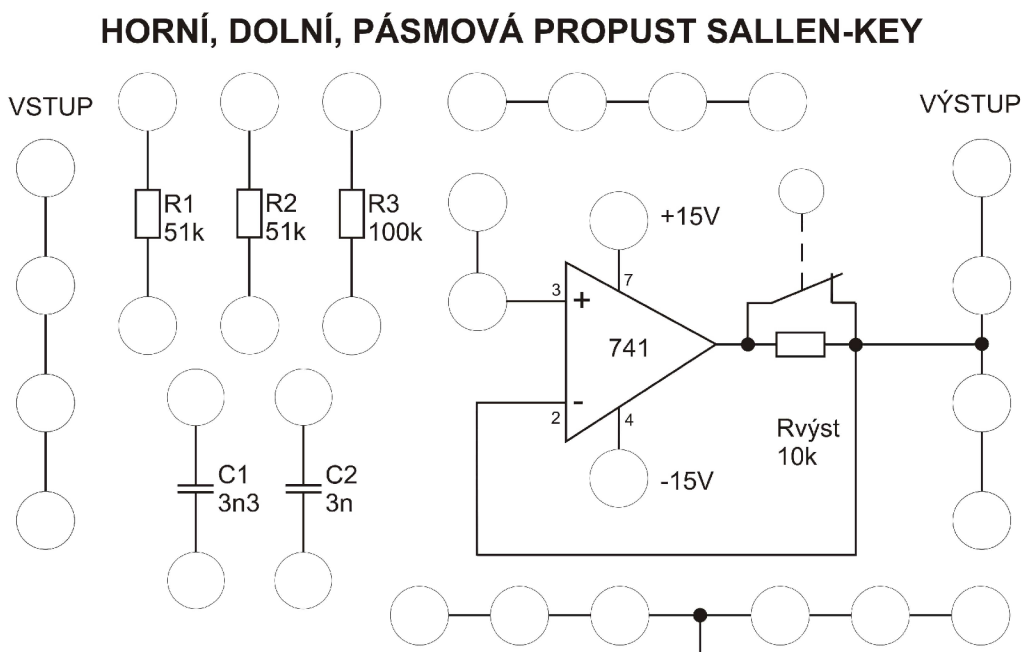 HORNÍ, DOLNÍ, PÁSMOVÁ PROPUST SALLEN-KEY
VSTUP
VÝSTUP
R1
51k
R2
51k
R3
100k
+15V
7
3
+
741
-
2
4
-15V
Rvýst
10k
C1
3n3
C2
3n